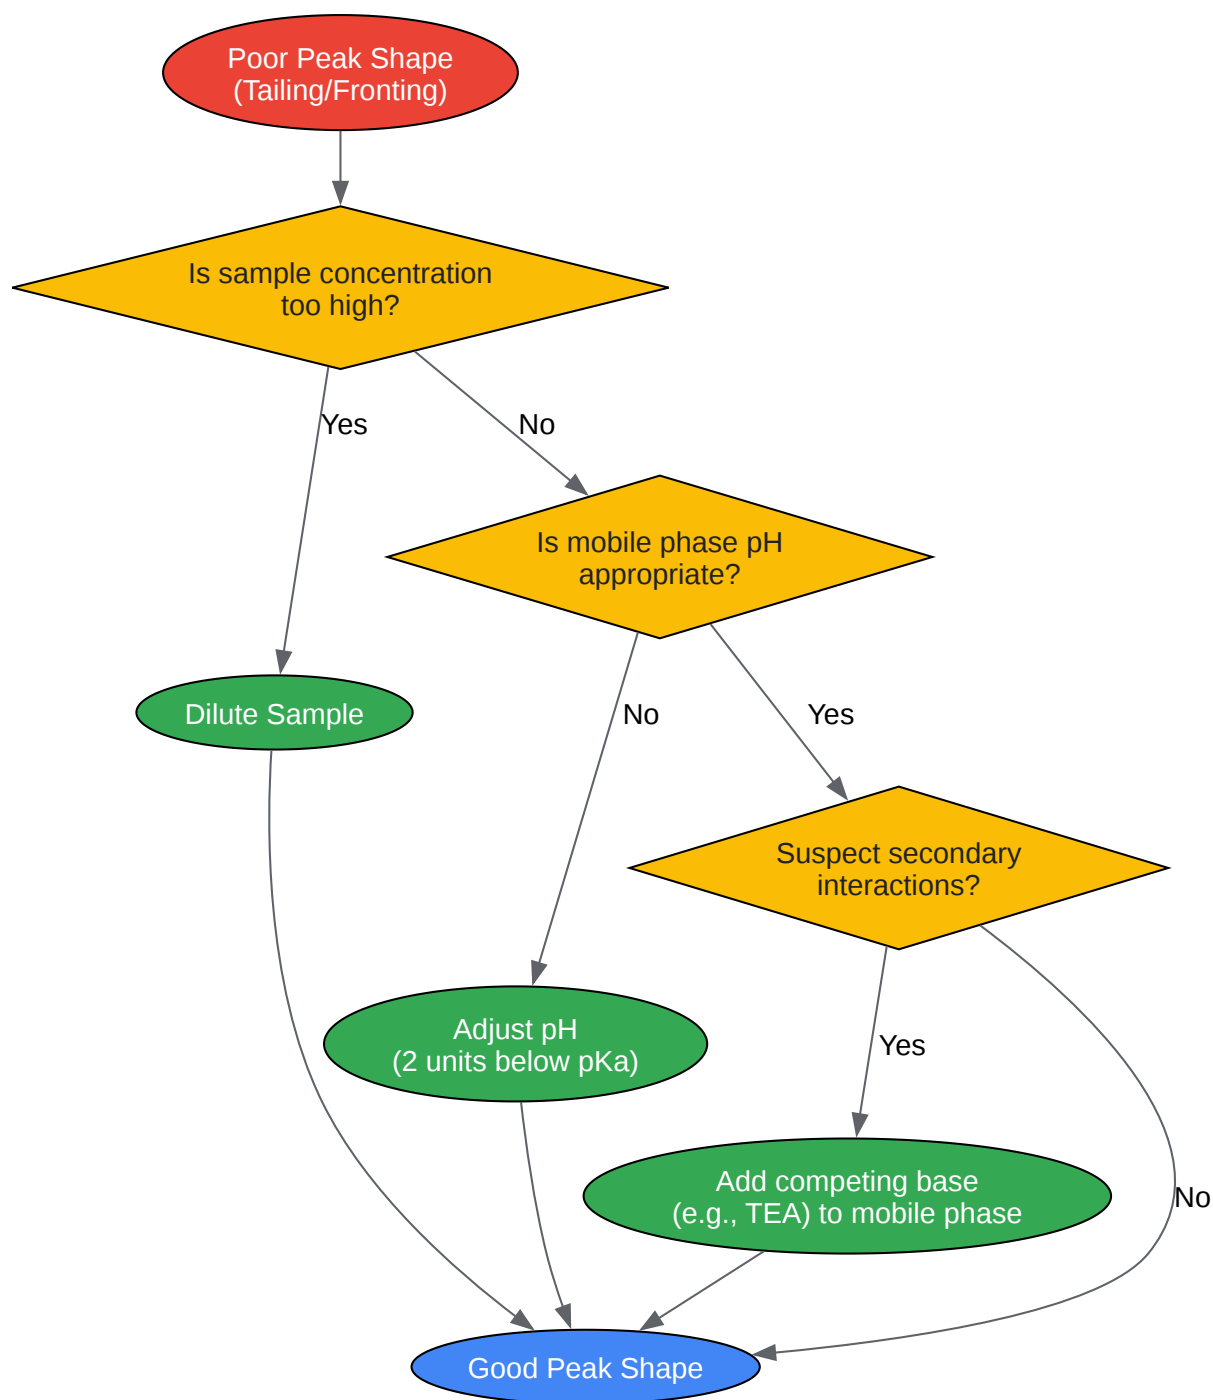 Poor Peak Shape
(Tailing/Fronting)
Is sample concentration
too high?
Yes
No
Is mobile phase pH
appropriate?
Dilute Sample
No
Yes
Suspect secondary
interactions?
Adjust pH
(2 units below pKa)
Yes
Add competing base
(e.g., TEA) to mobile phase
No
Good Peak Shape